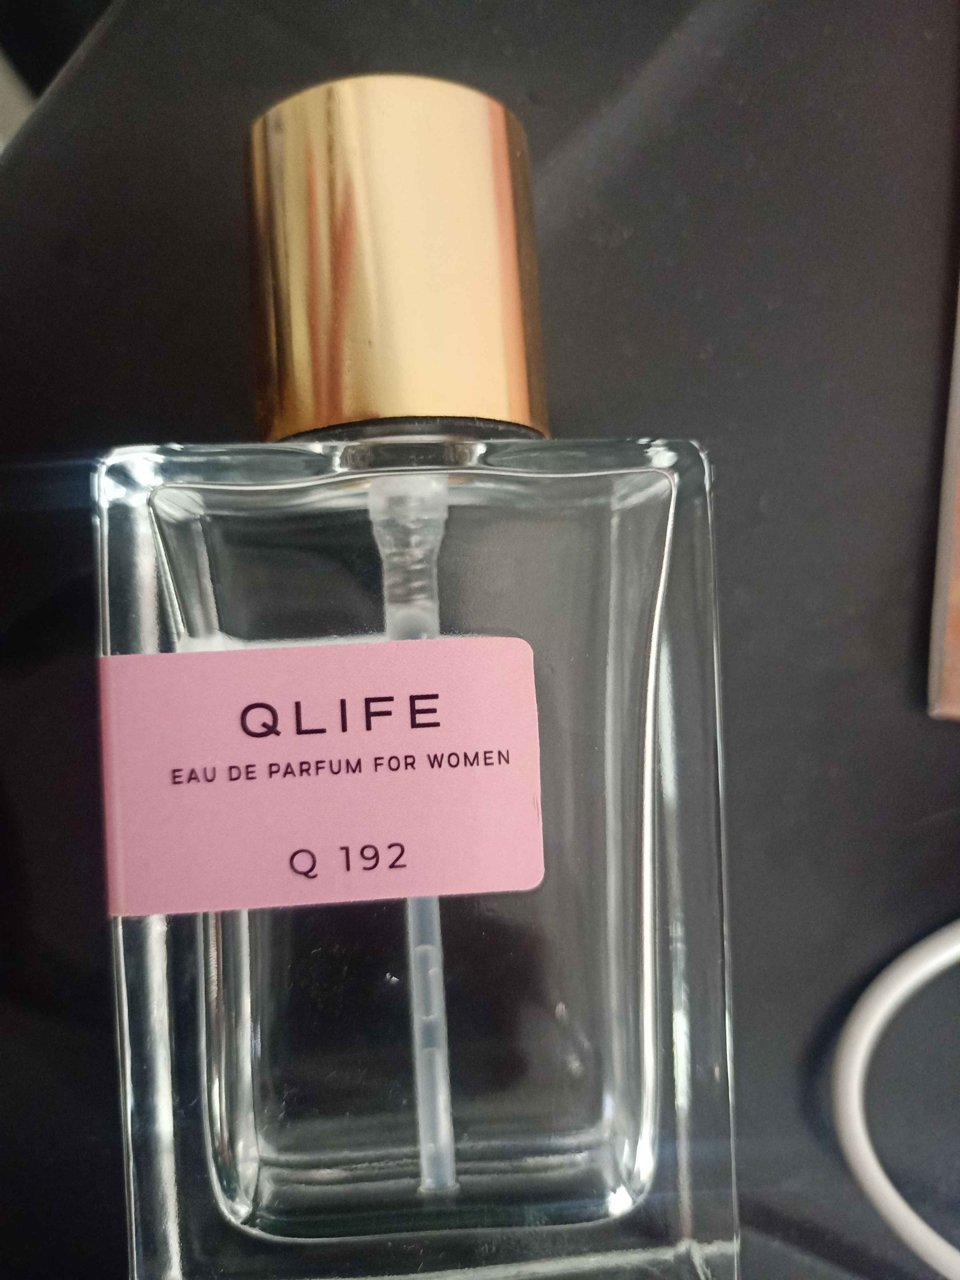 QLIFE
EAU DE PARFUM FOR WOMEN
Q 192